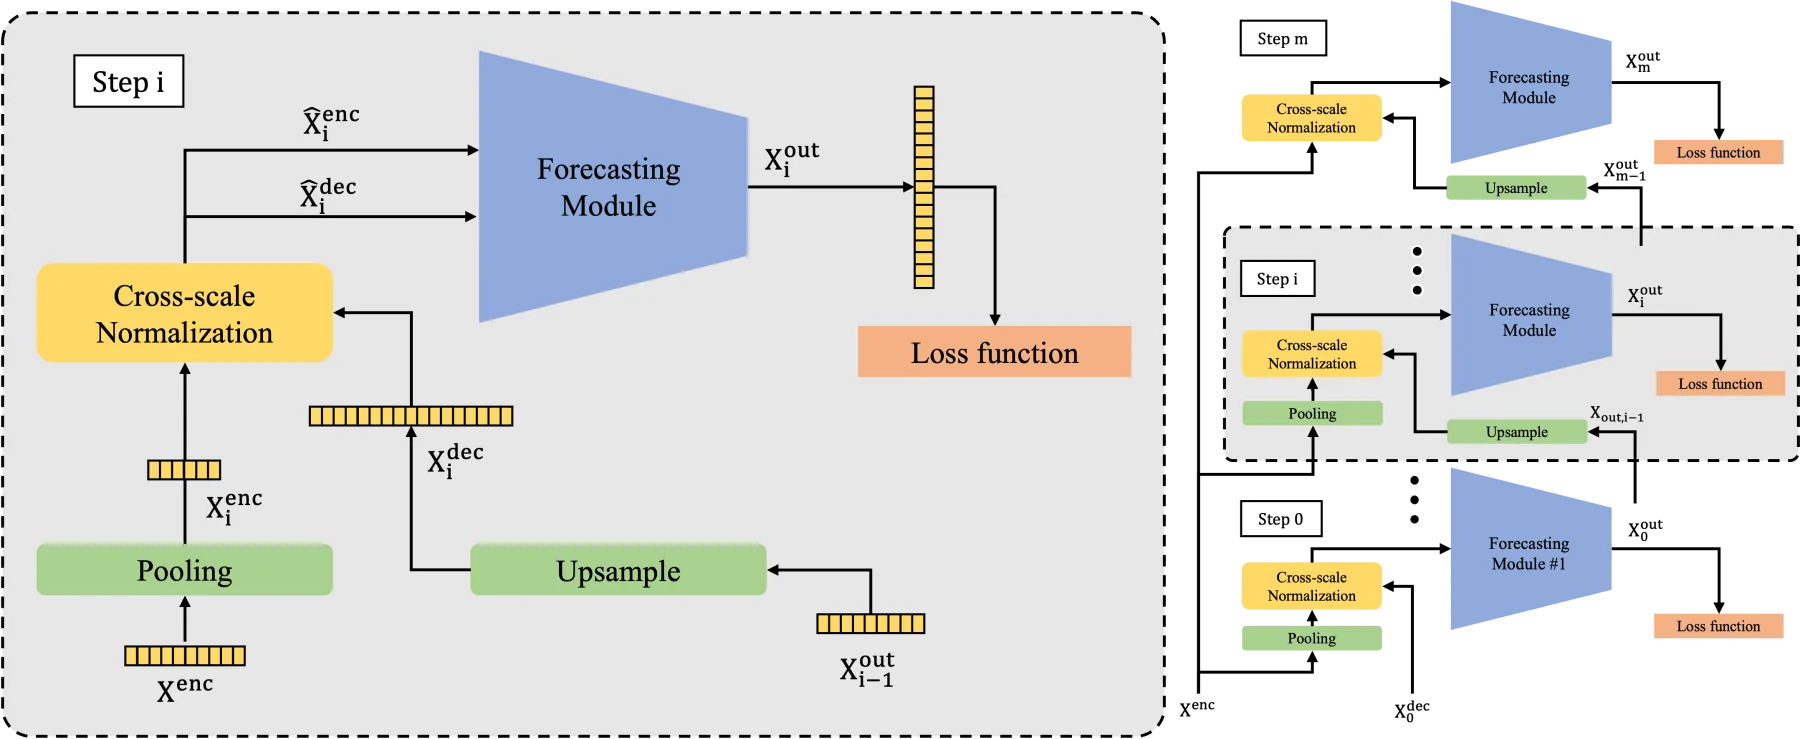 Step i
X̂ᵢᵉⁿᶜ
X̂ᵢᵈᵉᶜ
Forecasting
Module
Xᵢᵒᵘᵗ
Cross-scale
Normalization
Loss function
Xᵢᵈᵉᶜ
Xᵢᵉⁿᶜ
Pooling
Upsample
Xᵉⁿᶜ
Xᵢ₋₁ᵒᵘᵗ
Step m
Forecasting
Module
Xₘᵒᵘᵗ
Cross-scale
Normalization
Loss function
Xₘ₋₁ᵒᵘᵗ
Upsample
Step i
Forecasting
Module
Xᵢᵒᵘᵗ
Cross-scale
Normalization
Loss function
Pooling
X_out,i−1
Upsample
Step 0
Forecasting
Module #1
X₀ᵒᵘᵗ
Cross-scale
Normalization
Pooling
Loss function
Xᵉⁿᶜ
X₀ᵈᵉᶜ